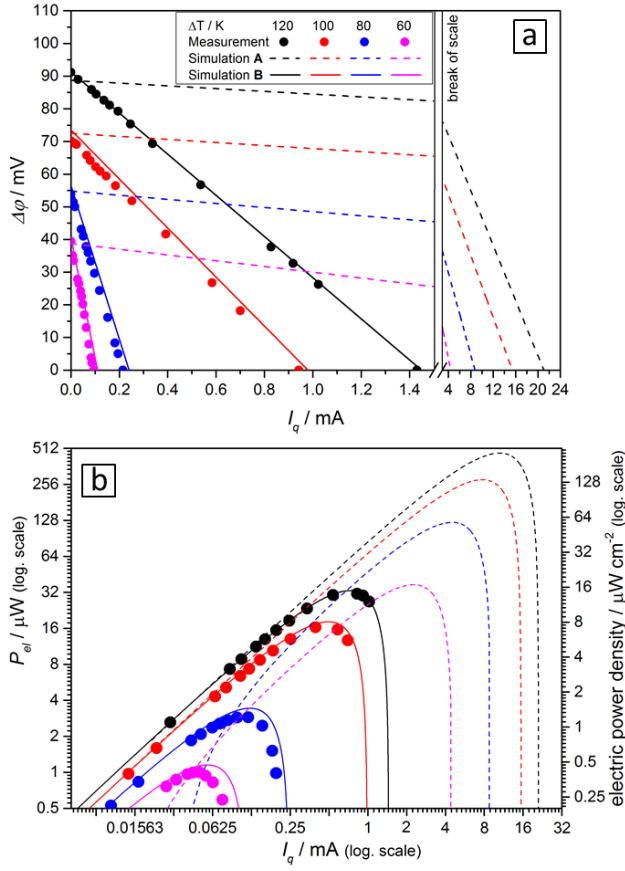 a
ΔT / K 120 100 80 60
Measurement
Simulation A
Simulation B
break of scale
Δφ / mV
110
100
90
80
70
60
50
40
30
20
10
0
0.0 0.2 0.4 0.6 0.8 1.0 1.2 1.4 4 8 12 16 20 24
I_q / mA
b
P_el / μW (log. scale)
512
256
128
64
32
16
8
4
2
1
0.5
electric power density / μW cm⁻² (log. scale)
128
64
32
16
8
4
2
1
0.5
0.25
0.01563 0.0625 0.25 1 2 4 8 16 32
I_q / mA (log. scale)